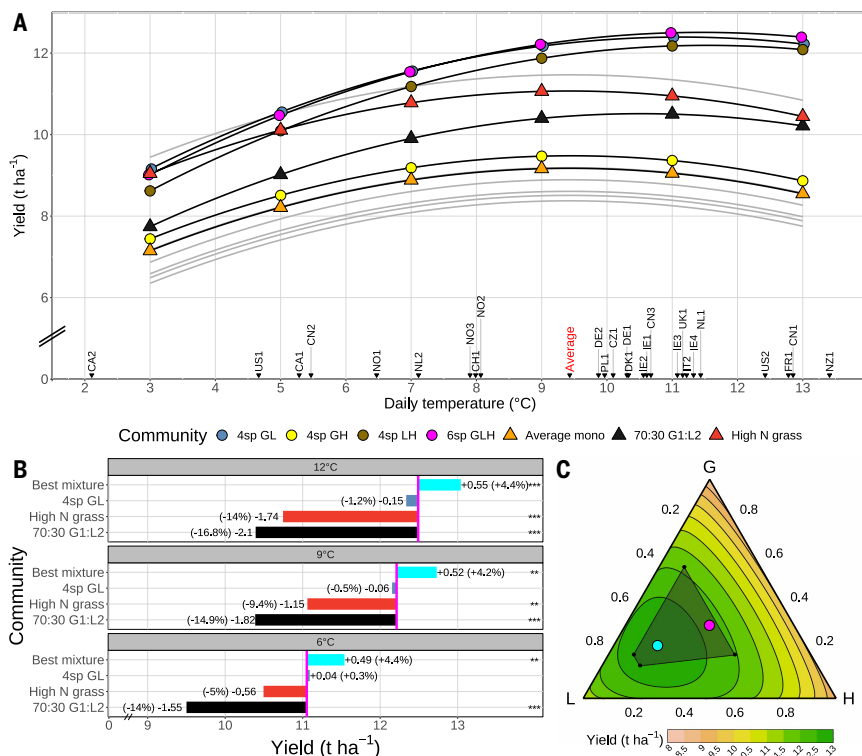 A
12
10
8
6
0
Yield (t ha⁻¹)
CA2
US1
CA1
CN2
NO1
NL2
NO3
CH1
NO2
Average
DE2
PL1
CZ1
DK1
DE1
IE2
IE1
CN3
IE3
UK1
IT2
IE4
NL1
US2
FR1
CN1
NZ1
2 3 4 5 6 7 8 9 10 11 12 13
Daily temperature (°C)
Community 4sp GL 4sp GH 4sp LH 6sp GLH Average mono 70:30 G1:L2 High N grass
B
Community
12°C
Best mixture +0.55 (+4.4%) ***
4sp GL (-1.2%) -0.15
High N grass (-14%) -1.74 ***
70:30 G1:L2 (-16.8%) -2.1 ***
9°C
Best mixture +0.52 (+4.2%) **
4sp GL (-0.5%) -0.06
High N grass (-9.4%) -1.15 **
70:30 G1:L2 (-14.9%) -1.82 ***
6°C
Best mixture +0.49 (+4.4%) **
4sp GL +0.04 (+0.3%)
High N grass (-5%) -0.56
70:30 G1:L2 (-14%) -1.55 ***
0 9 10 11 12 13
Yield (t ha⁻¹)
C
G
0.2 0.8
0.4 0.6
0.6 0.4
0.8 0.2
L H
0.2 0.4 0.6 0.8
Yield (t ha⁻¹)
8 8.5 9 9.5 10 10.5 11 11.5 12 12.5 13